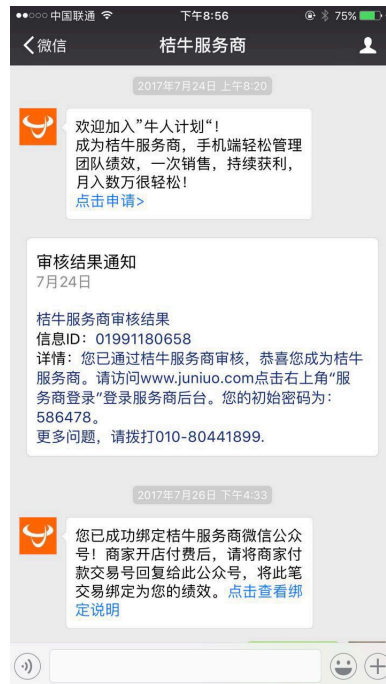 中国联通 下午8:56 75%
微信 桔牛服务商
2017年7月24日 上午8:20
欢迎加入”牛人计划“！
成为桔牛服务商，手机端轻松管理
团队绩效，一次销售，持续获利，
月入数万很轻松！
点击申请>
审核结果通知
7月24日
桔牛服务商审核结果
信息ID：01991180658
详情：您已通过桔牛服务商审核，恭喜您成为桔牛
服务商。请访问www.juniuo.com点击右上角“服
务商登录”登录服务商后台。您的初始密码为：
586478。
更多问题，请拨打010-80441899.
2017年7月26日 下午4:33
您已成功绑定桔牛服务商微信公众
号！商家开店付费后，请将商家付
款交易号回复给此公众号，将此笔
交易绑定为您的绩效。点击查看绑
定说明